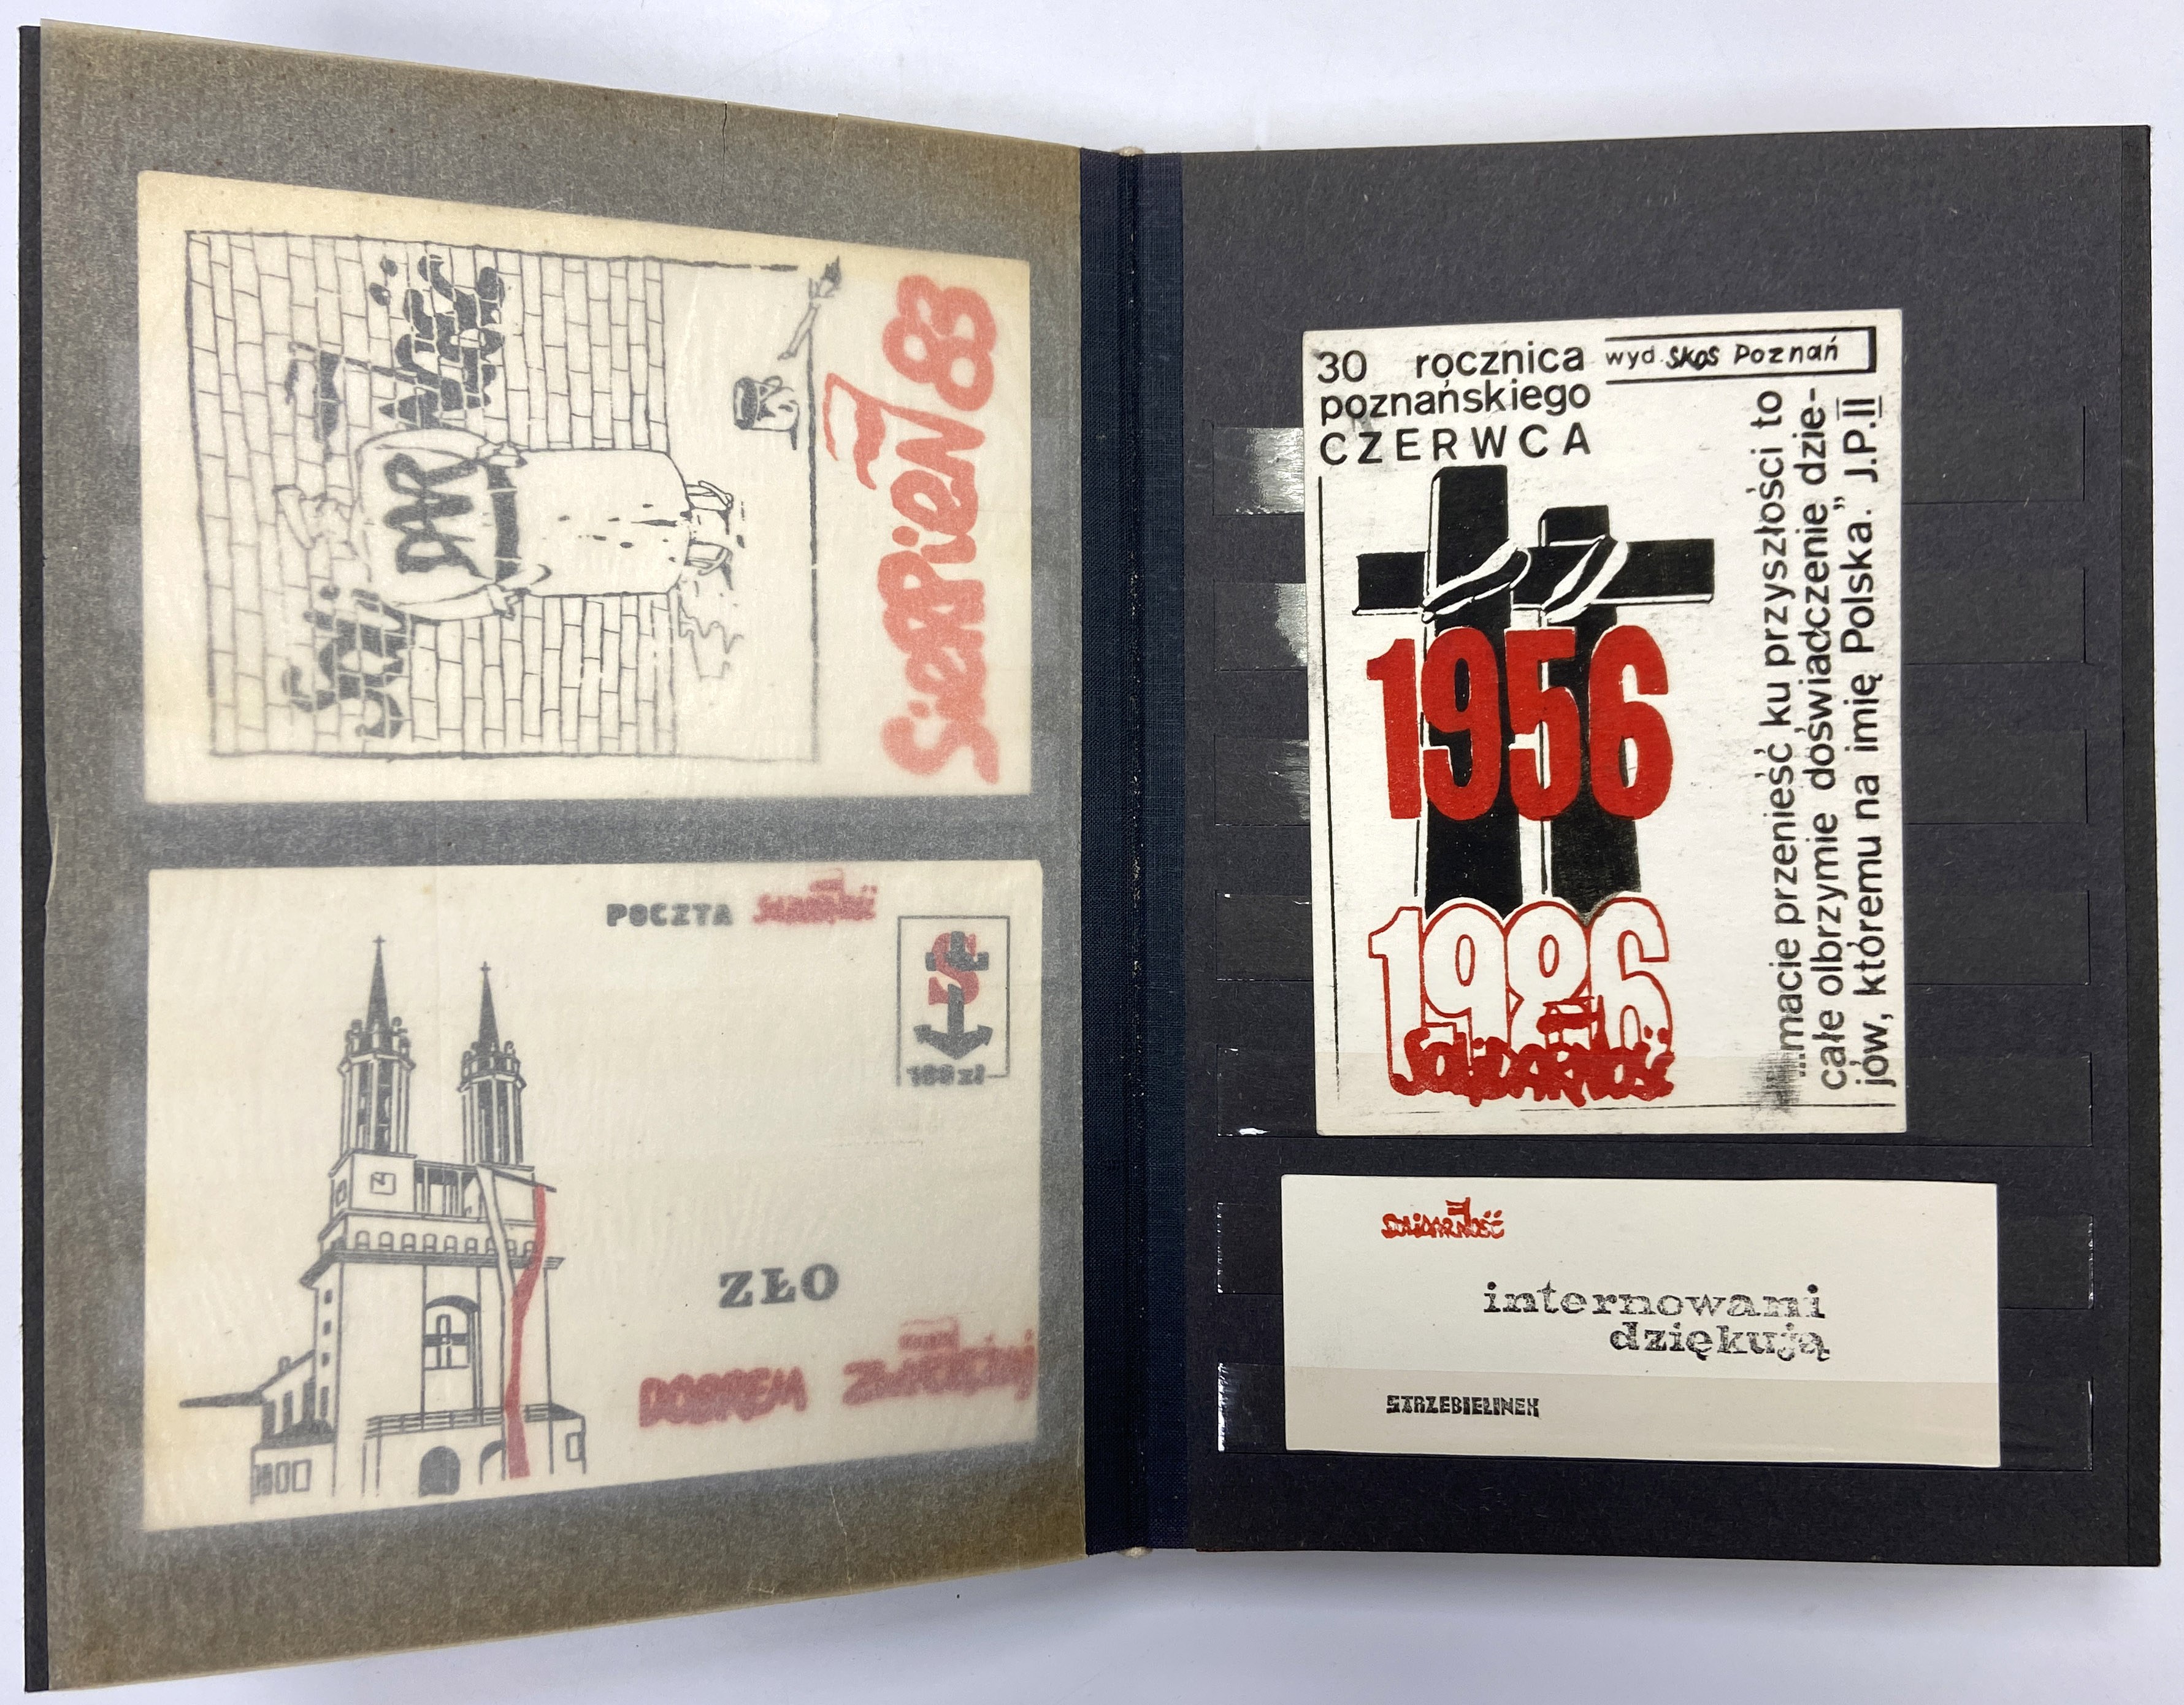 SIERPIEŃ 83
Soli
DAR
POCZTA Solidarność
100 zł
ZŁO
DOBREM ZWYCIĘŻAJ
30 rocznica
poznańskiego
CZERWCA
wyd. SKOS Poznań
1956
1986
SOLIDARNOŚĆ
"...macie przenieść ku przyszłości to
całe olbrzymie doświadczenie dzie-
jów, któremu na imię Polska." J.P.II
SOLIDARNOŚĆ
internowani
dziękują
STRZEBIELINEK